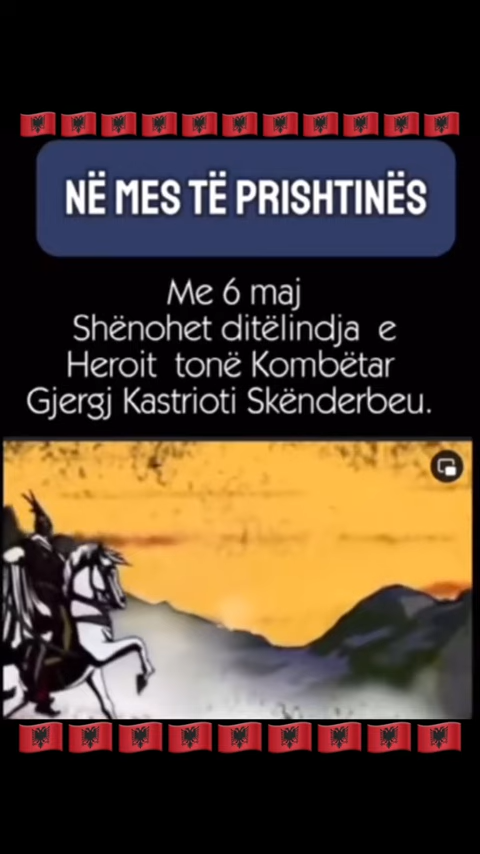 NË MES TË PRISHTINËS
Me 6 maj
Shënohet ditëlindja e
Heroit tonë Kombëtar
Gjergj Kastrioti Skënderbeu.